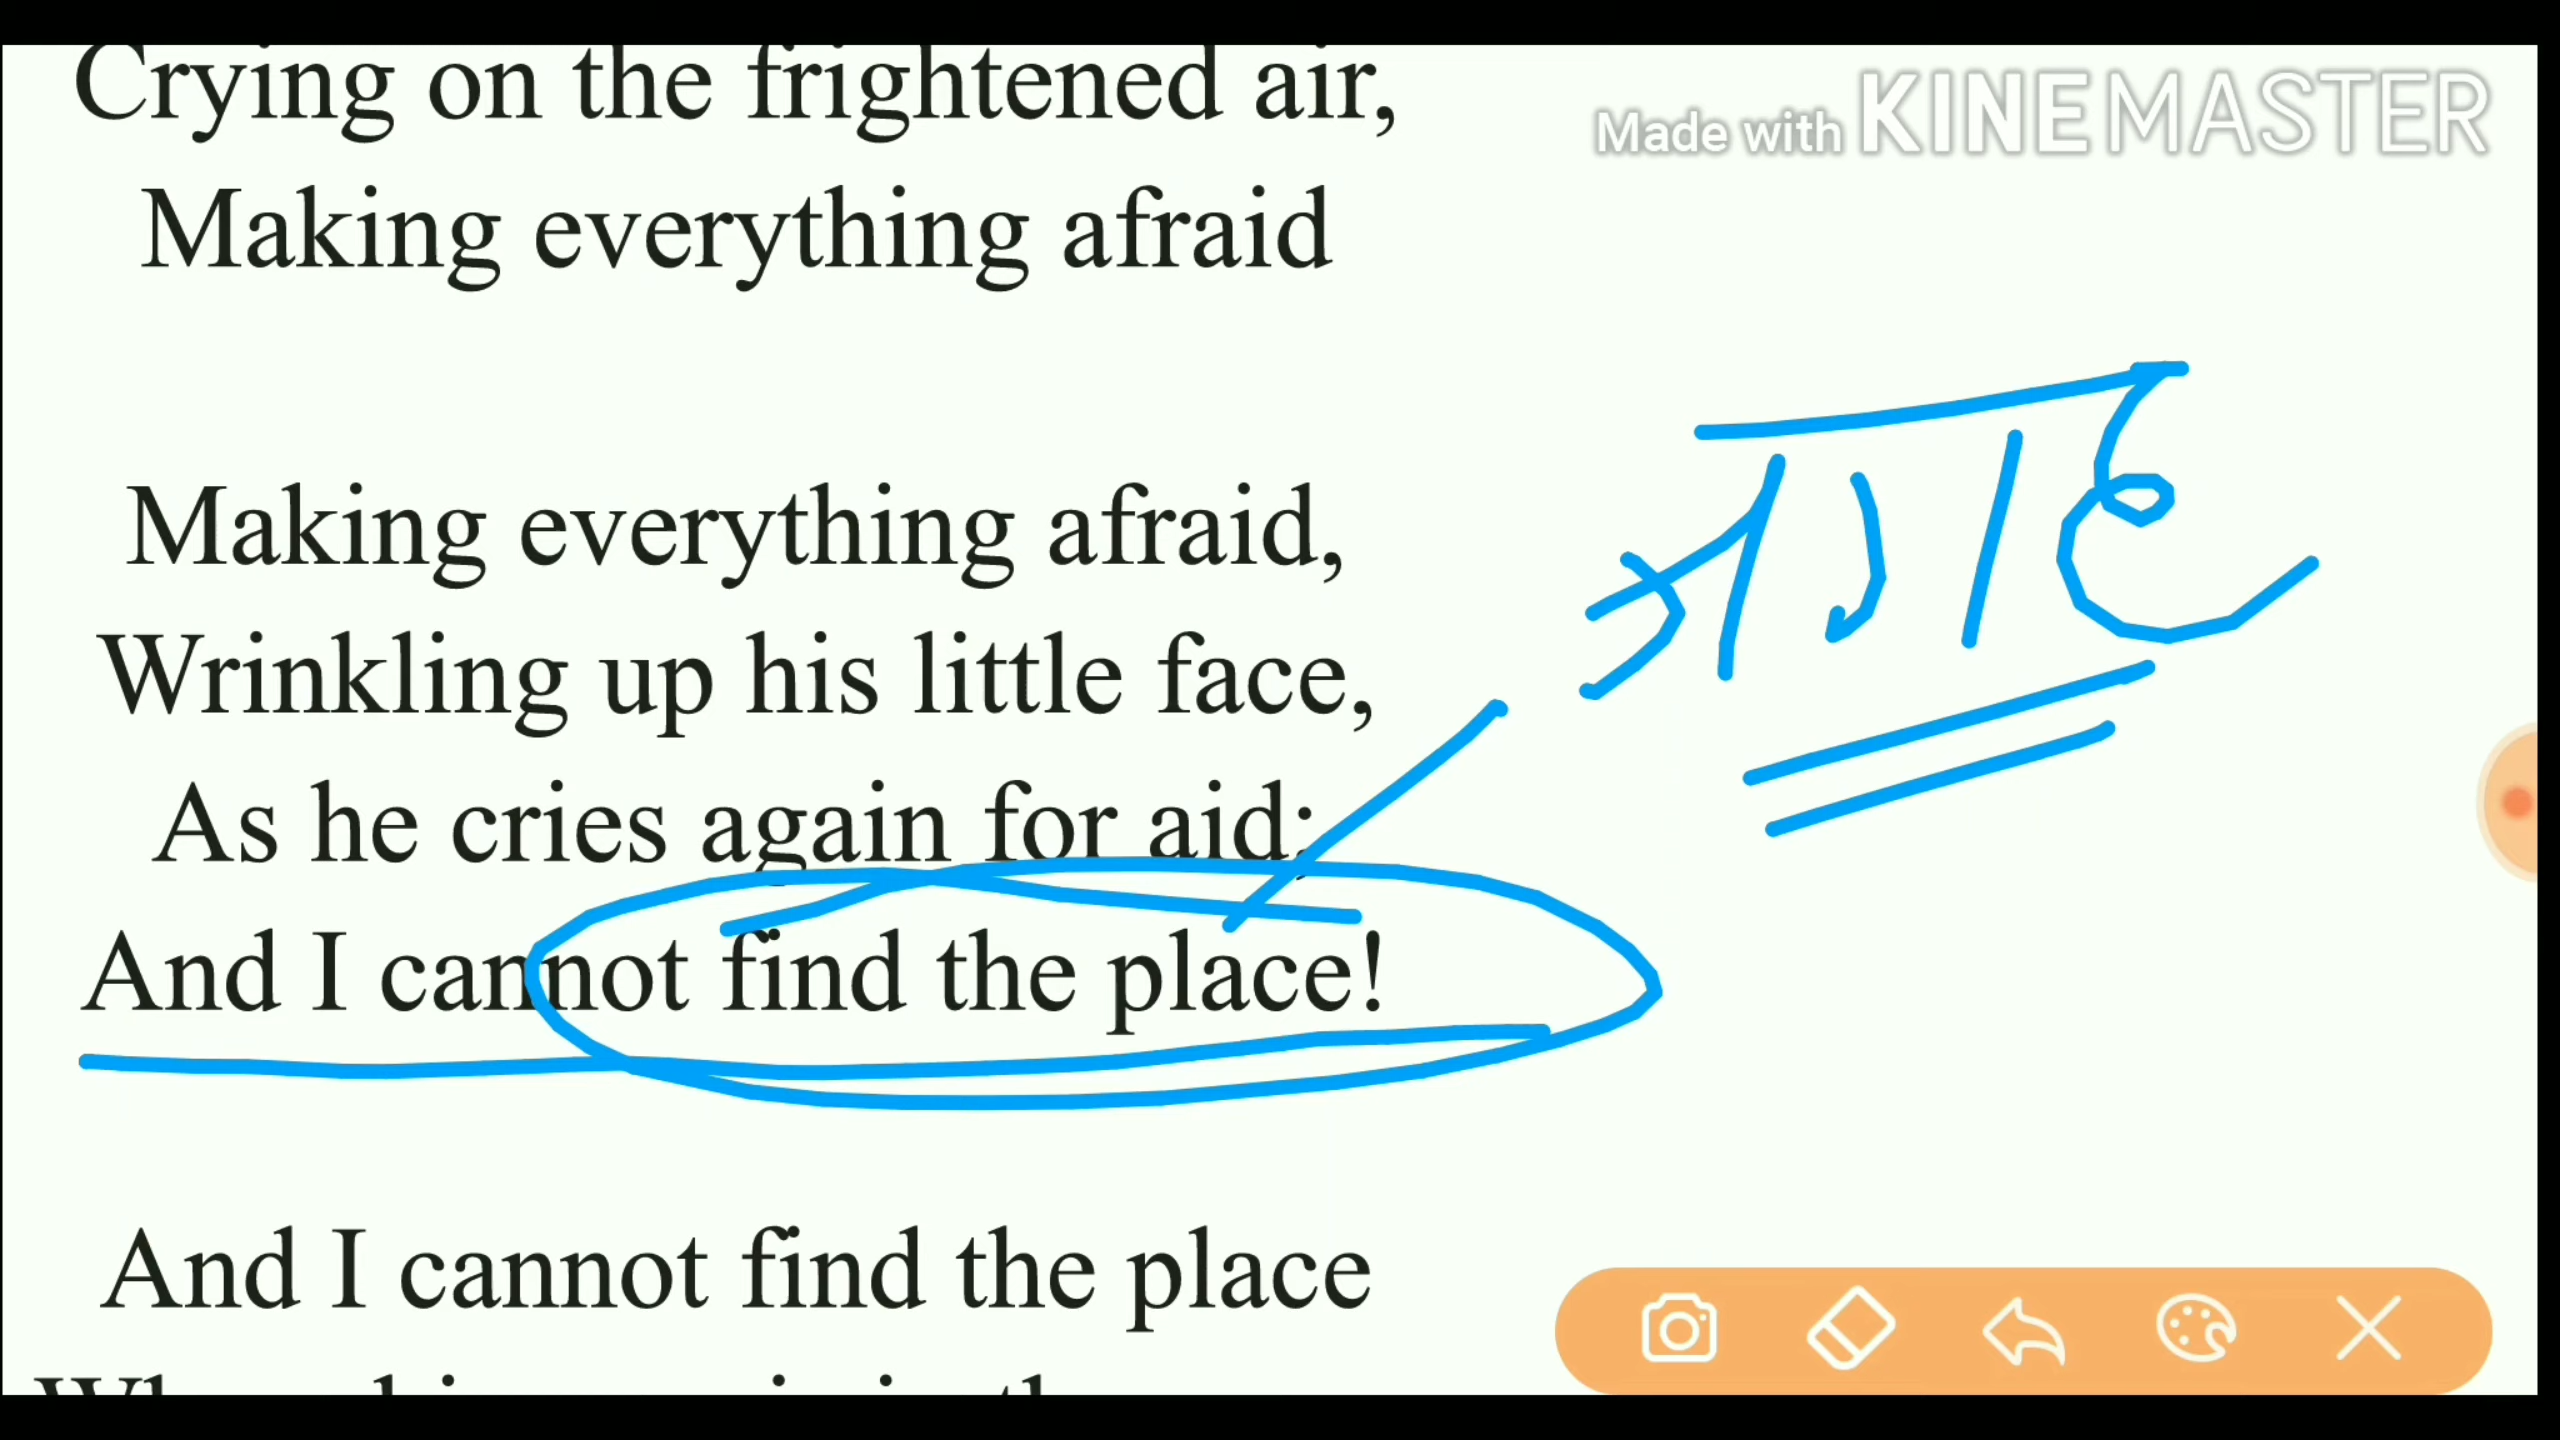 Crying on the frightened air,
Made with KINEMASTER
Making everything afraid
जगह
Making everything afraid,
Wrinkling up his little face,
As he cries again for aid;
And I cannot find the place!
And I cannot find the place